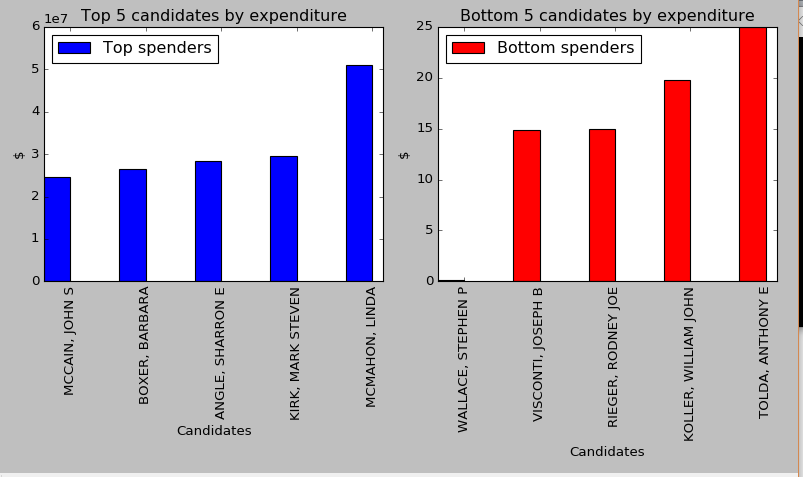 1e7 Top 5 candidates by expenditure
Top spenders
6
5
4
3
2
1
0
$
MCCAIN, JOHN S
BOXER, BARBARA
ANGLE, SHARRON E
KIRK, MARK STEVEN
MCMAHON, LINDA
Candidates
Bottom 5 candidates by expenditure
Bottom spenders
25
20
15
10
5
0
$
WALLACE, STEPHEN P
VISCONTI, JOSEPH B
RIEGER, RODNEY JOE
KOLLER, WILLIAM JOHN
TOLDA, ANTHONY E
Candidates